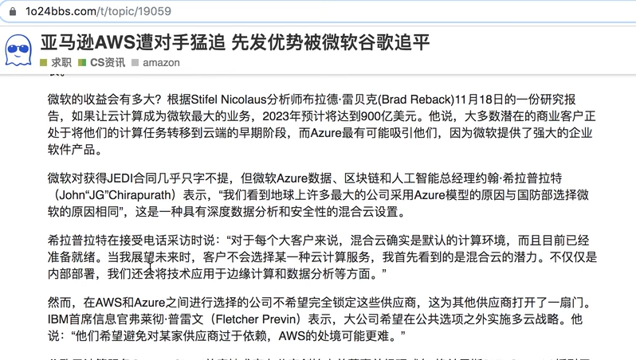 1o24bbs.com/t/topic/19059
亚马逊AWS遭对手猛追 先发优势被微软谷歌追平
求职 CS资讯 amazon
微软的收益会有多大？根据Stifel Nicolaus分析师布拉德·雷贝克(Brad Reback)11月18日的一份研究报
告，如果让云计算成为微软最大的业务，2023年预计将达到900亿美元。他说，大多数潜在的商业客户正
处于将他们的计算任务转移到云端的早期阶段，而Azure最有可能吸引他们，因为微软提供了强大的企业
软件产品。
微软对获得JEDI合同几乎只字不提，但微软Azure数据、区块链和人工智能总经理约翰·希拉普拉特
（John“JG”Chirapurath）表示，“我们看到地球上许多最大的公司采用Azure模型的原因与国防部选择微
软的原因相同”，这是一种具有深度数据分析和安全性的混合云设置。
希拉普拉特在接受电话采访时说：“对于每个大客户来说，混合云确实是默认的计算环境，而且目前已经
准备就绪。当我展望未来时，客户不会选择某一种云计算服务，我首先看到的是混合云的潜力。不仅仅是
内部部署，我们还会将技术应用于边缘计算和数据分析等方面。”
然而，在AWS和Azure之间进行选择的公司不希望完全锁定这些供应商，这为其他供应商打开了一扇门。
IBM首席信息官弗莱彻·普雷文（Fletcher Previn）表示，大公司希望在公共选项之外实施多云战略。他
说：“他们希望避免对某家供应商过于依赖，AWS的处境可能更难。”